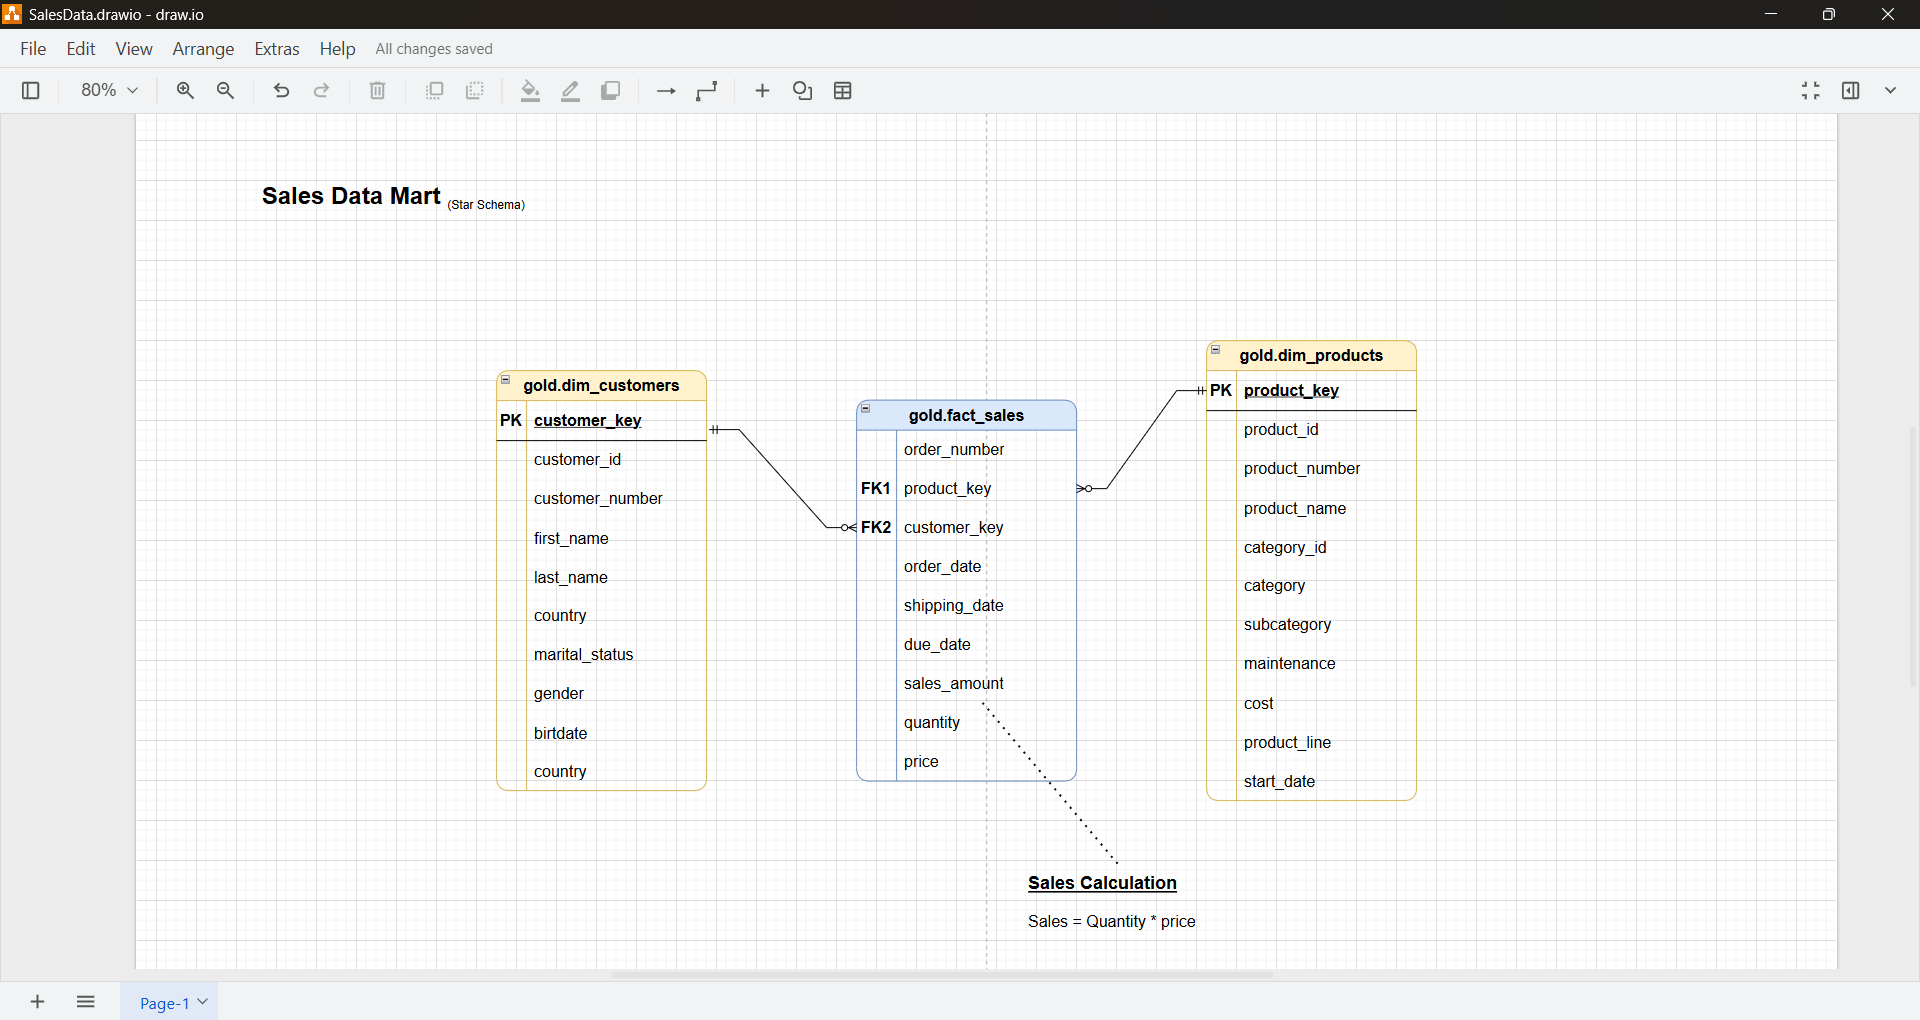 SalesData.drawio - draw.io
File Edit View Arrange Extras Help All changes saved
80%
Sales Data Mart (Star Schema)
gold.dim_customers
PK customer_key
customer_id
customer_number
first_name
last_name
country
marital_status
gender
birtdate
country
gold.fact_sales
order_number
FK1 product_key
FK2 customer_key
order_date
shipping_date
due_date
sales_amount
quantity
price
gold.dim_products
PK product_key
product_id
product_number
product_name
category_id
category
subcategory
maintenance
cost
product_line
start_date
Sales Calculation
Sales = Quantity * price
Page-1